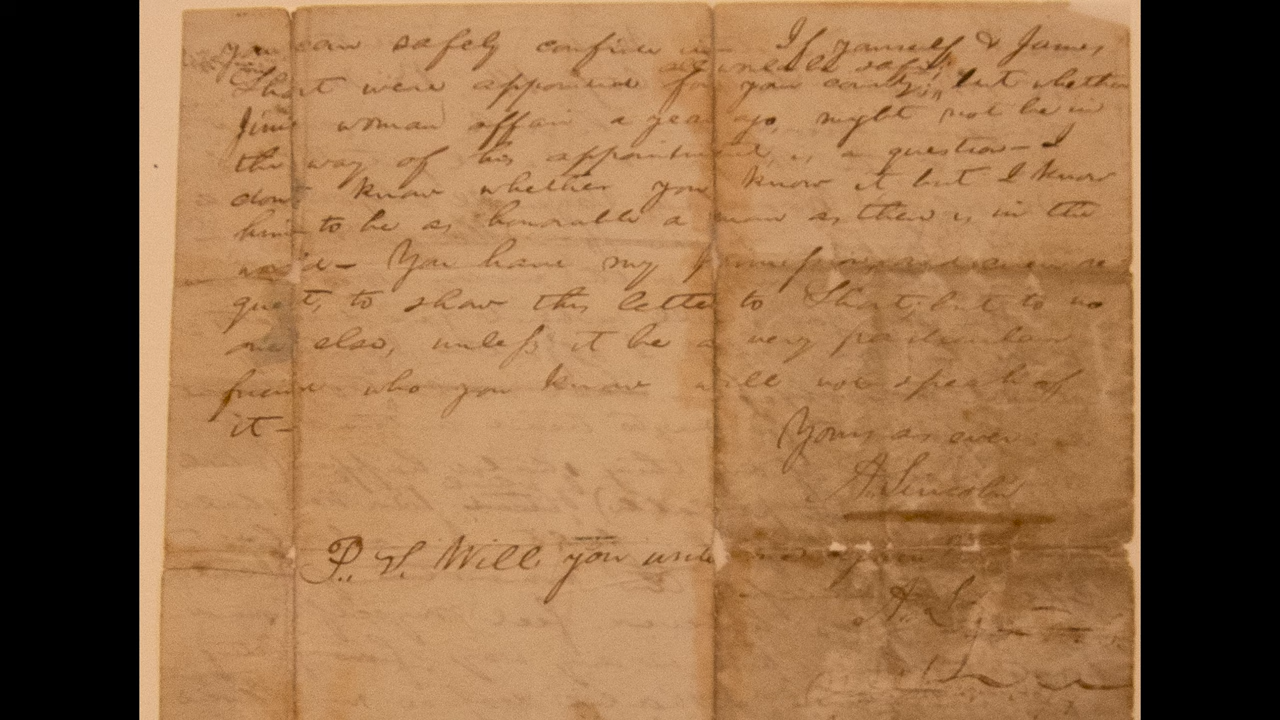 you can safely confide in— If yourself & James
all would be safe;
Short were appointed for your county, but whether
Jim's woman affair a year ago, might not be in
the way of his appointment, is a question— I
don't know whether you know it but I know
him to be as honorable a man as there is in the
world— You have my permission, and even re-
quest, to show this letter to Short; but to no
one else, unless it be a very particular
friend who you know will not speak of
it—
Yours as ever
A. Lincoln
P. S. Will you write me again
A. L.